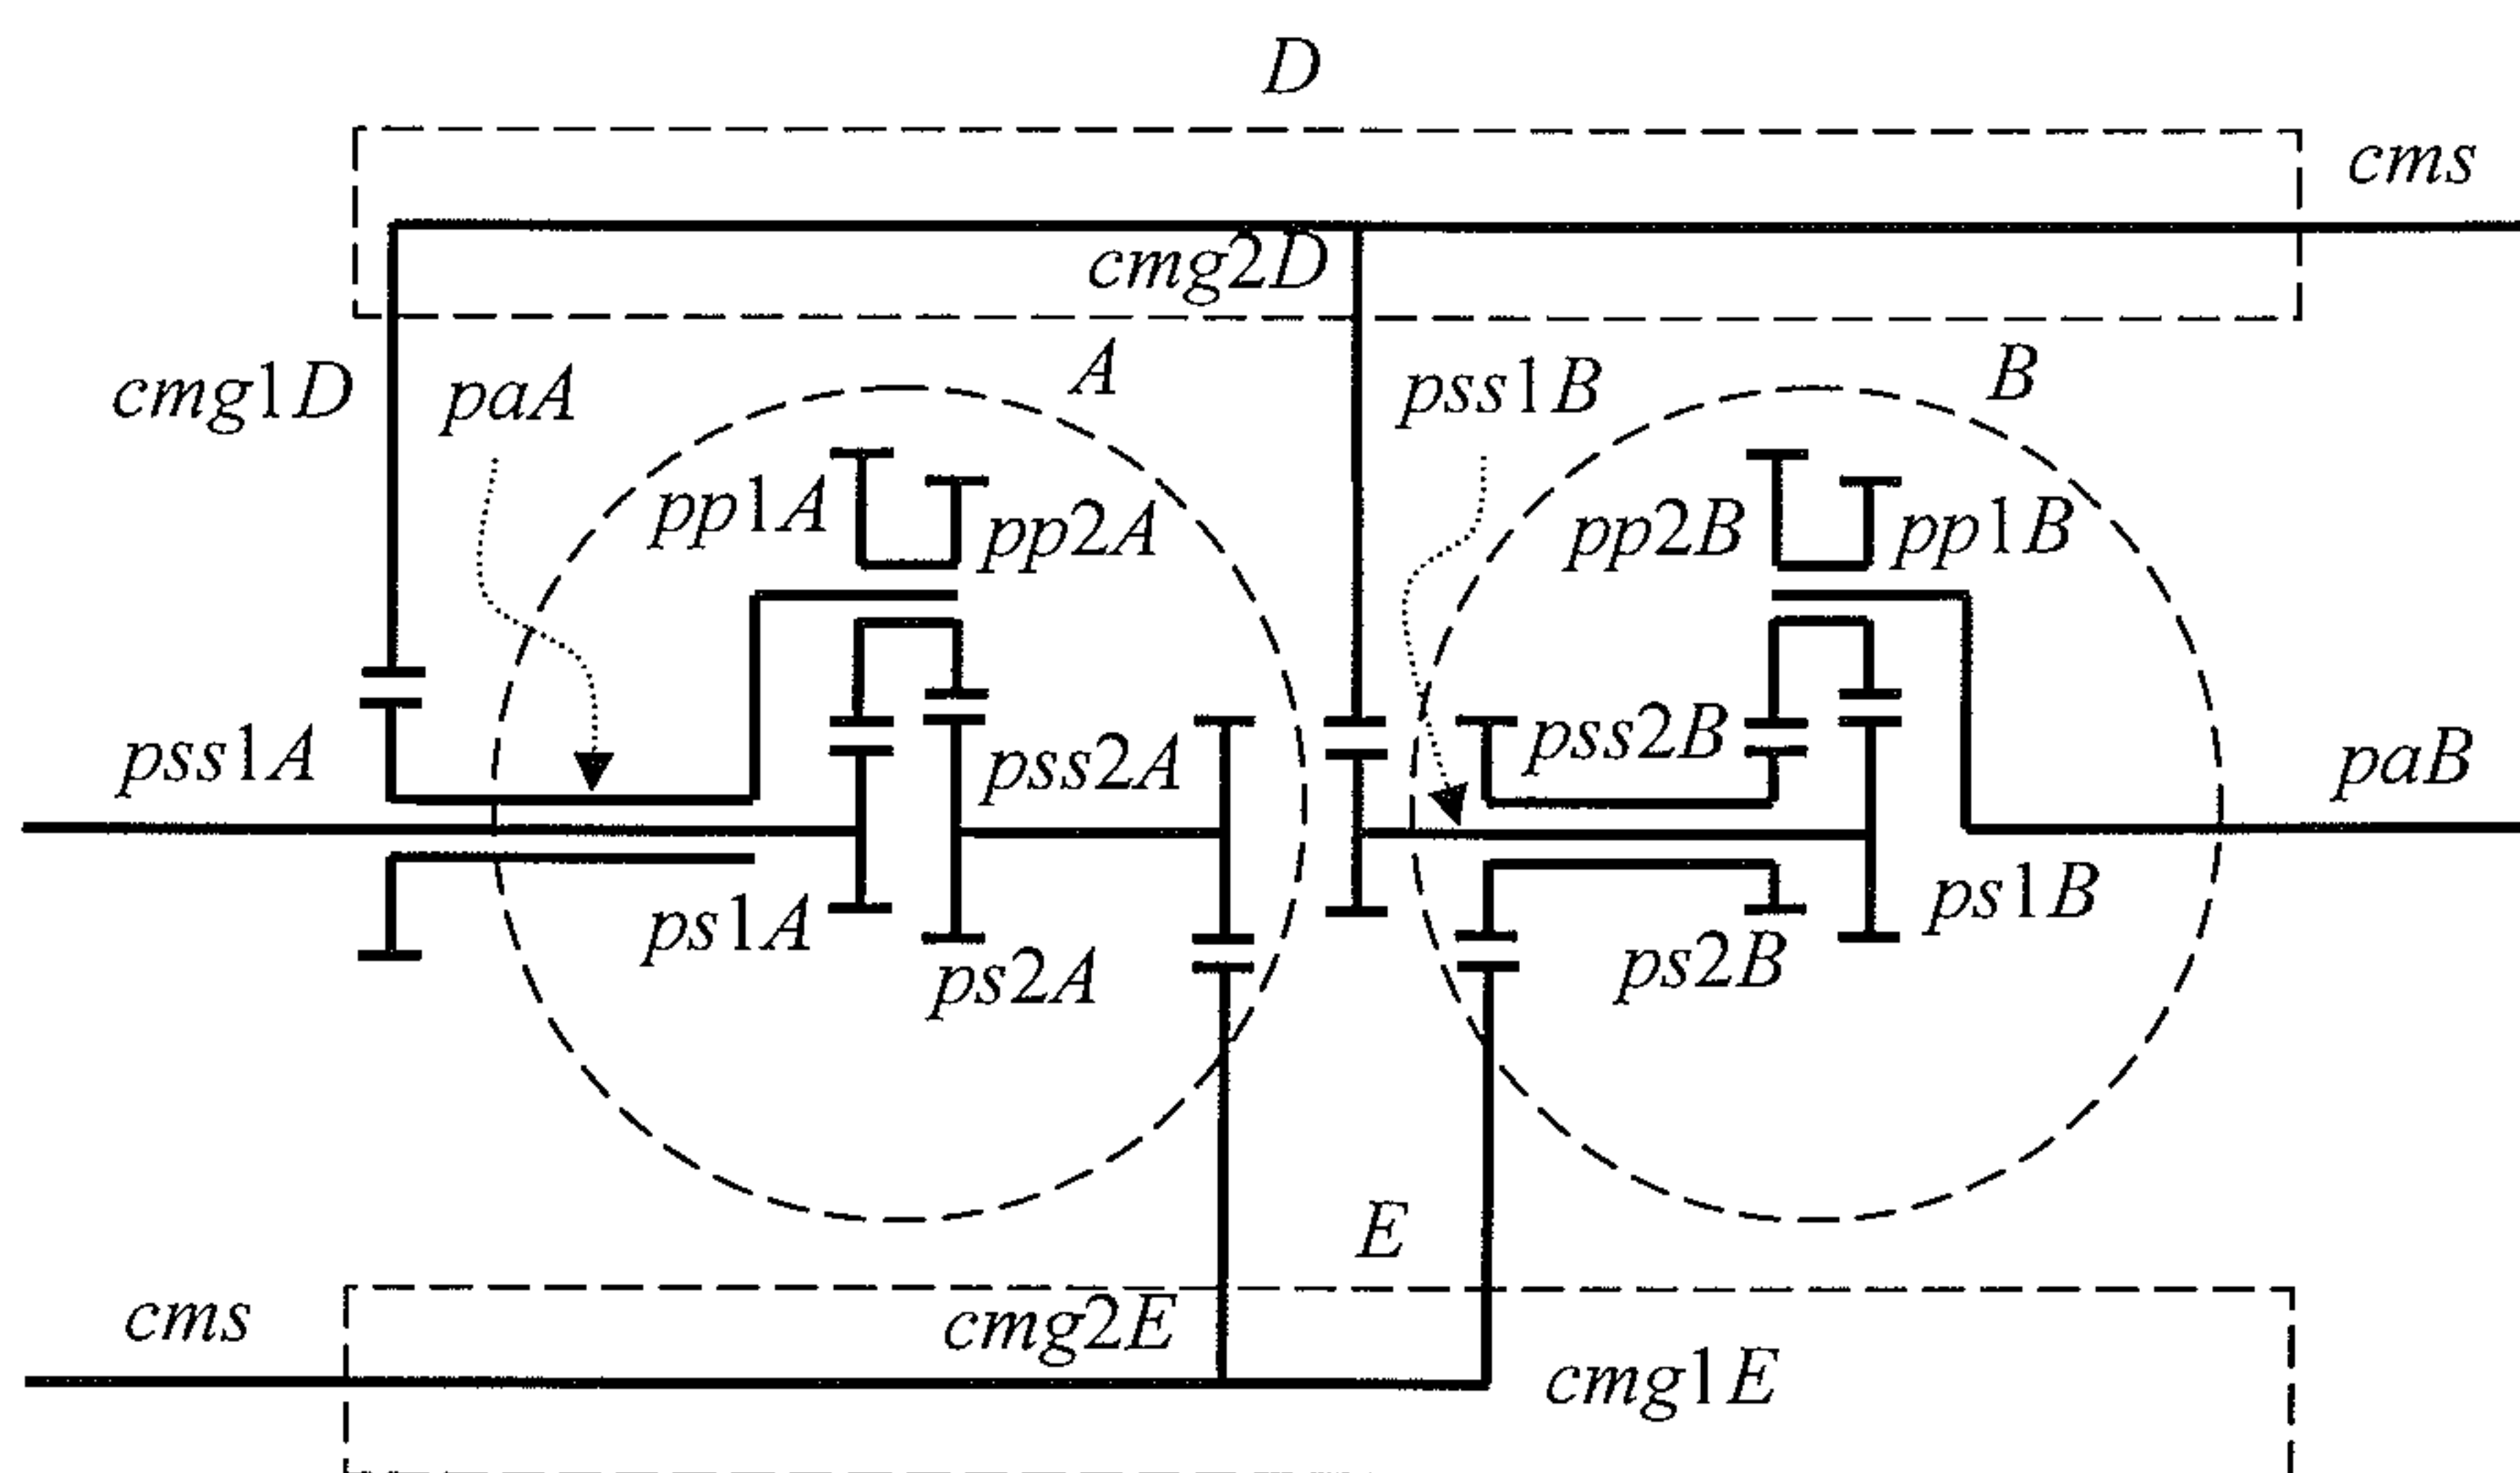 D
cms
cmg2D
A
B
cmg1D
paA
pss1B
pp1A
pp2A
pp2B
pp1B
pss1A
pss2A
pss2B
paB
ps1A
ps2A
ps2B
ps1B
E
cms
cmg2E
cmg1E